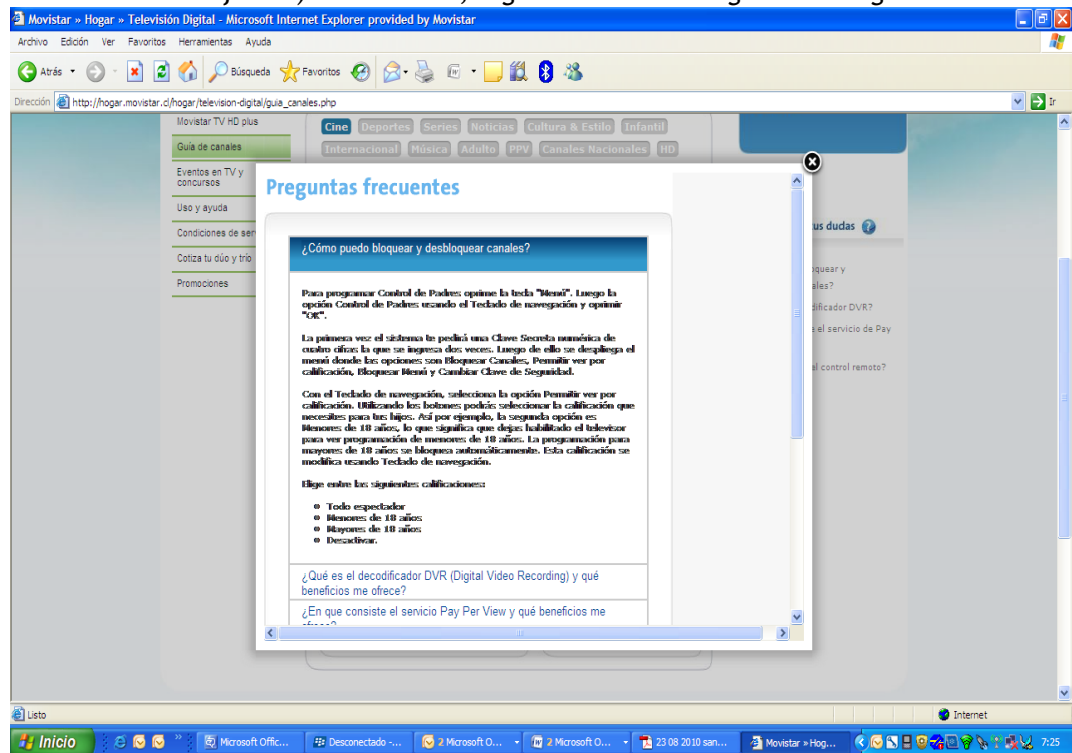 Movistar » Hogar » Televisión Digital - Microsoft Internet Explorer provided by Movistar
Archivo Edición Ver Favoritos Herramientas Ayuda
Atrás Búsqueda Favoritos
Dirección http://hogar.movistar.cl/hogar/television-digital/guia_canales.php Ir
Movistar TV HD plus
Guía de canales
Eventos en TV y
concursos
Uso y ayuda
Condiciones de ser
Cotiza tu dúo y trío
Promociones
Cine Deportes Series Noticias Cultura & Estilo Infantil
Internacional Música Adulto PPV Canales Nacionales HD
Preguntas frecuentes
¿Cómo puedo bloquear y desbloquear canales?
Para programar Control de Padres oprime la tecla "Menú". Luego la
opción Control de Padres usando el Teclado de navegación y oprimir
"OK".
La primera vez el sistema te pedirá una Clave Secreta numérica de
cuatro cifras la que se ingresa dos veces. Luego de ello se despliega el
menú donde las opciones son Bloquear Canales, Permitir ver por
calificación, Bloquear Menú y Cambiar Clave de Seguridad.
Con el Teclado de navegación, selecciona la opción Permitir ver por
calificación. Utilizando los botones podrás seleccionar la calificación que
necesites para tus hijos. Así por ejemplo, la segunda opción es
Menores de 18 años, lo que significa que dejas habilitado el televisor
para ver programación de menores de 18 años. La programación para
mayores de 18 años se bloquea automáticamente. Esta calificación se
modifica usando Teclado de navegación.
Elige entre las siguientes calificaciones:
Todo espectador
Menores de 18 años
Mayores de 18 años
Desactivar.
¿Qué es el decodificador DVR (Digital Video Recording) y qué
beneficios me ofrece?
¿En que consiste el servicio Pay Per View y qué beneficios me
us dudas
quear y
ales?
dificador DVR?
e el servicio de Pay
el control remoto?
Listo Internet
Inicio Microsoft Offic... Desconectado -... 2 Microsoft O... 2 Microsoft O... 23 08 2010 san... Movistar » Hog... 7:25